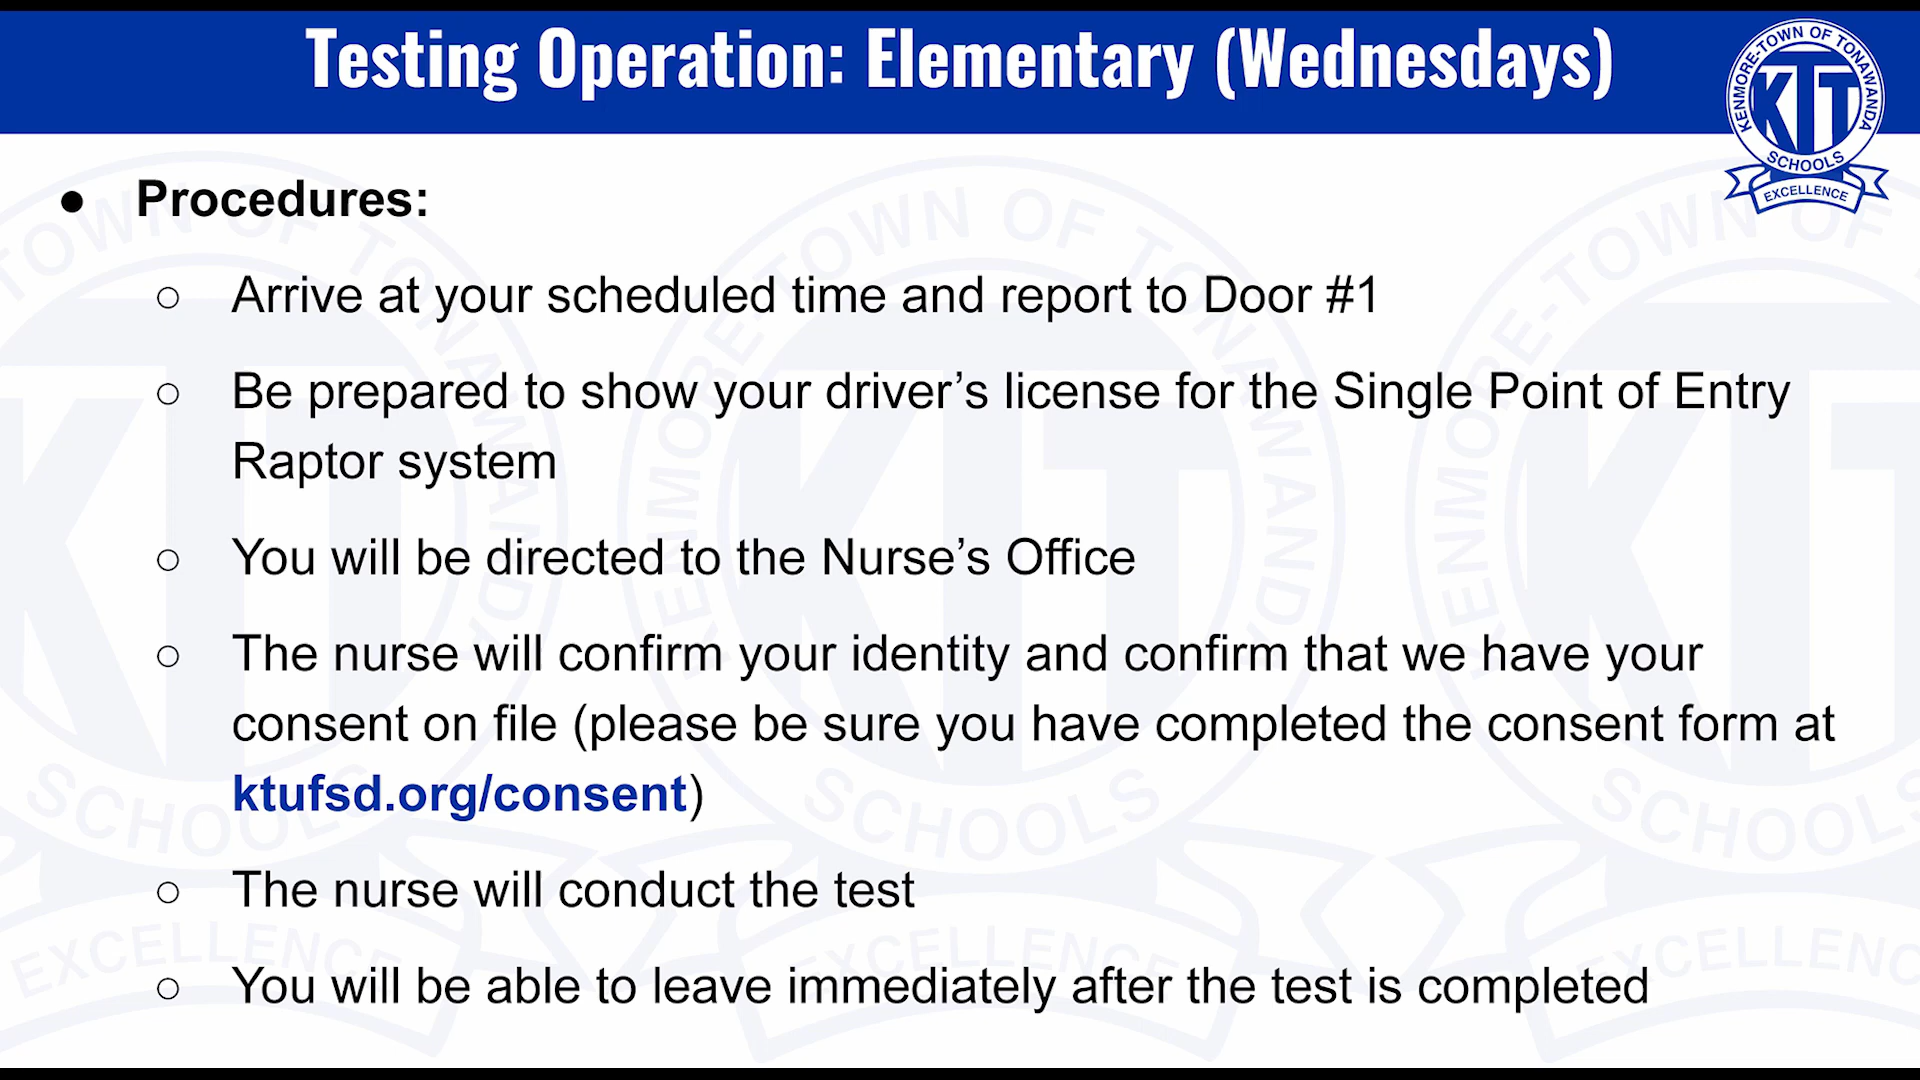 Testing Operation: Elementary (Wednesdays)
KENMORE-TOWN OF TONAWANDA
KTT
SCHOOLS
EXCELLENCE
● Procedures:
○ Arrive at your scheduled time and report to Door #1
○ Be prepared to show your driver’s license for the Single Point of Entry
Raptor system
○ You will be directed to the Nurse’s Office
○ The nurse will confirm your identity and confirm that we have your
consent on file (please be sure you have completed the consent form at
ktufsd.org/consent)
○ The nurse will conduct the test
○ You will be able to leave immediately after the test is completed